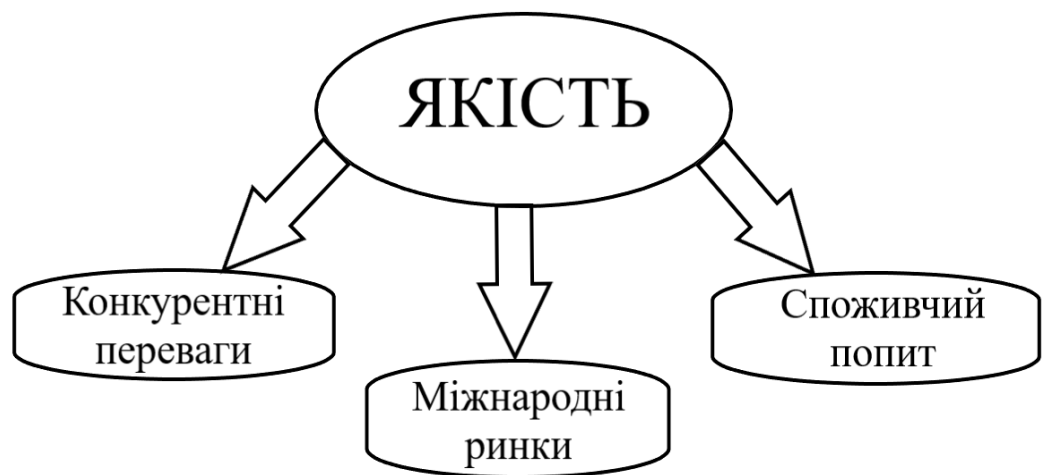 ЯКІСТЬ
Конкурентні
переваги
Міжнародні
ринки
Споживчий
попит